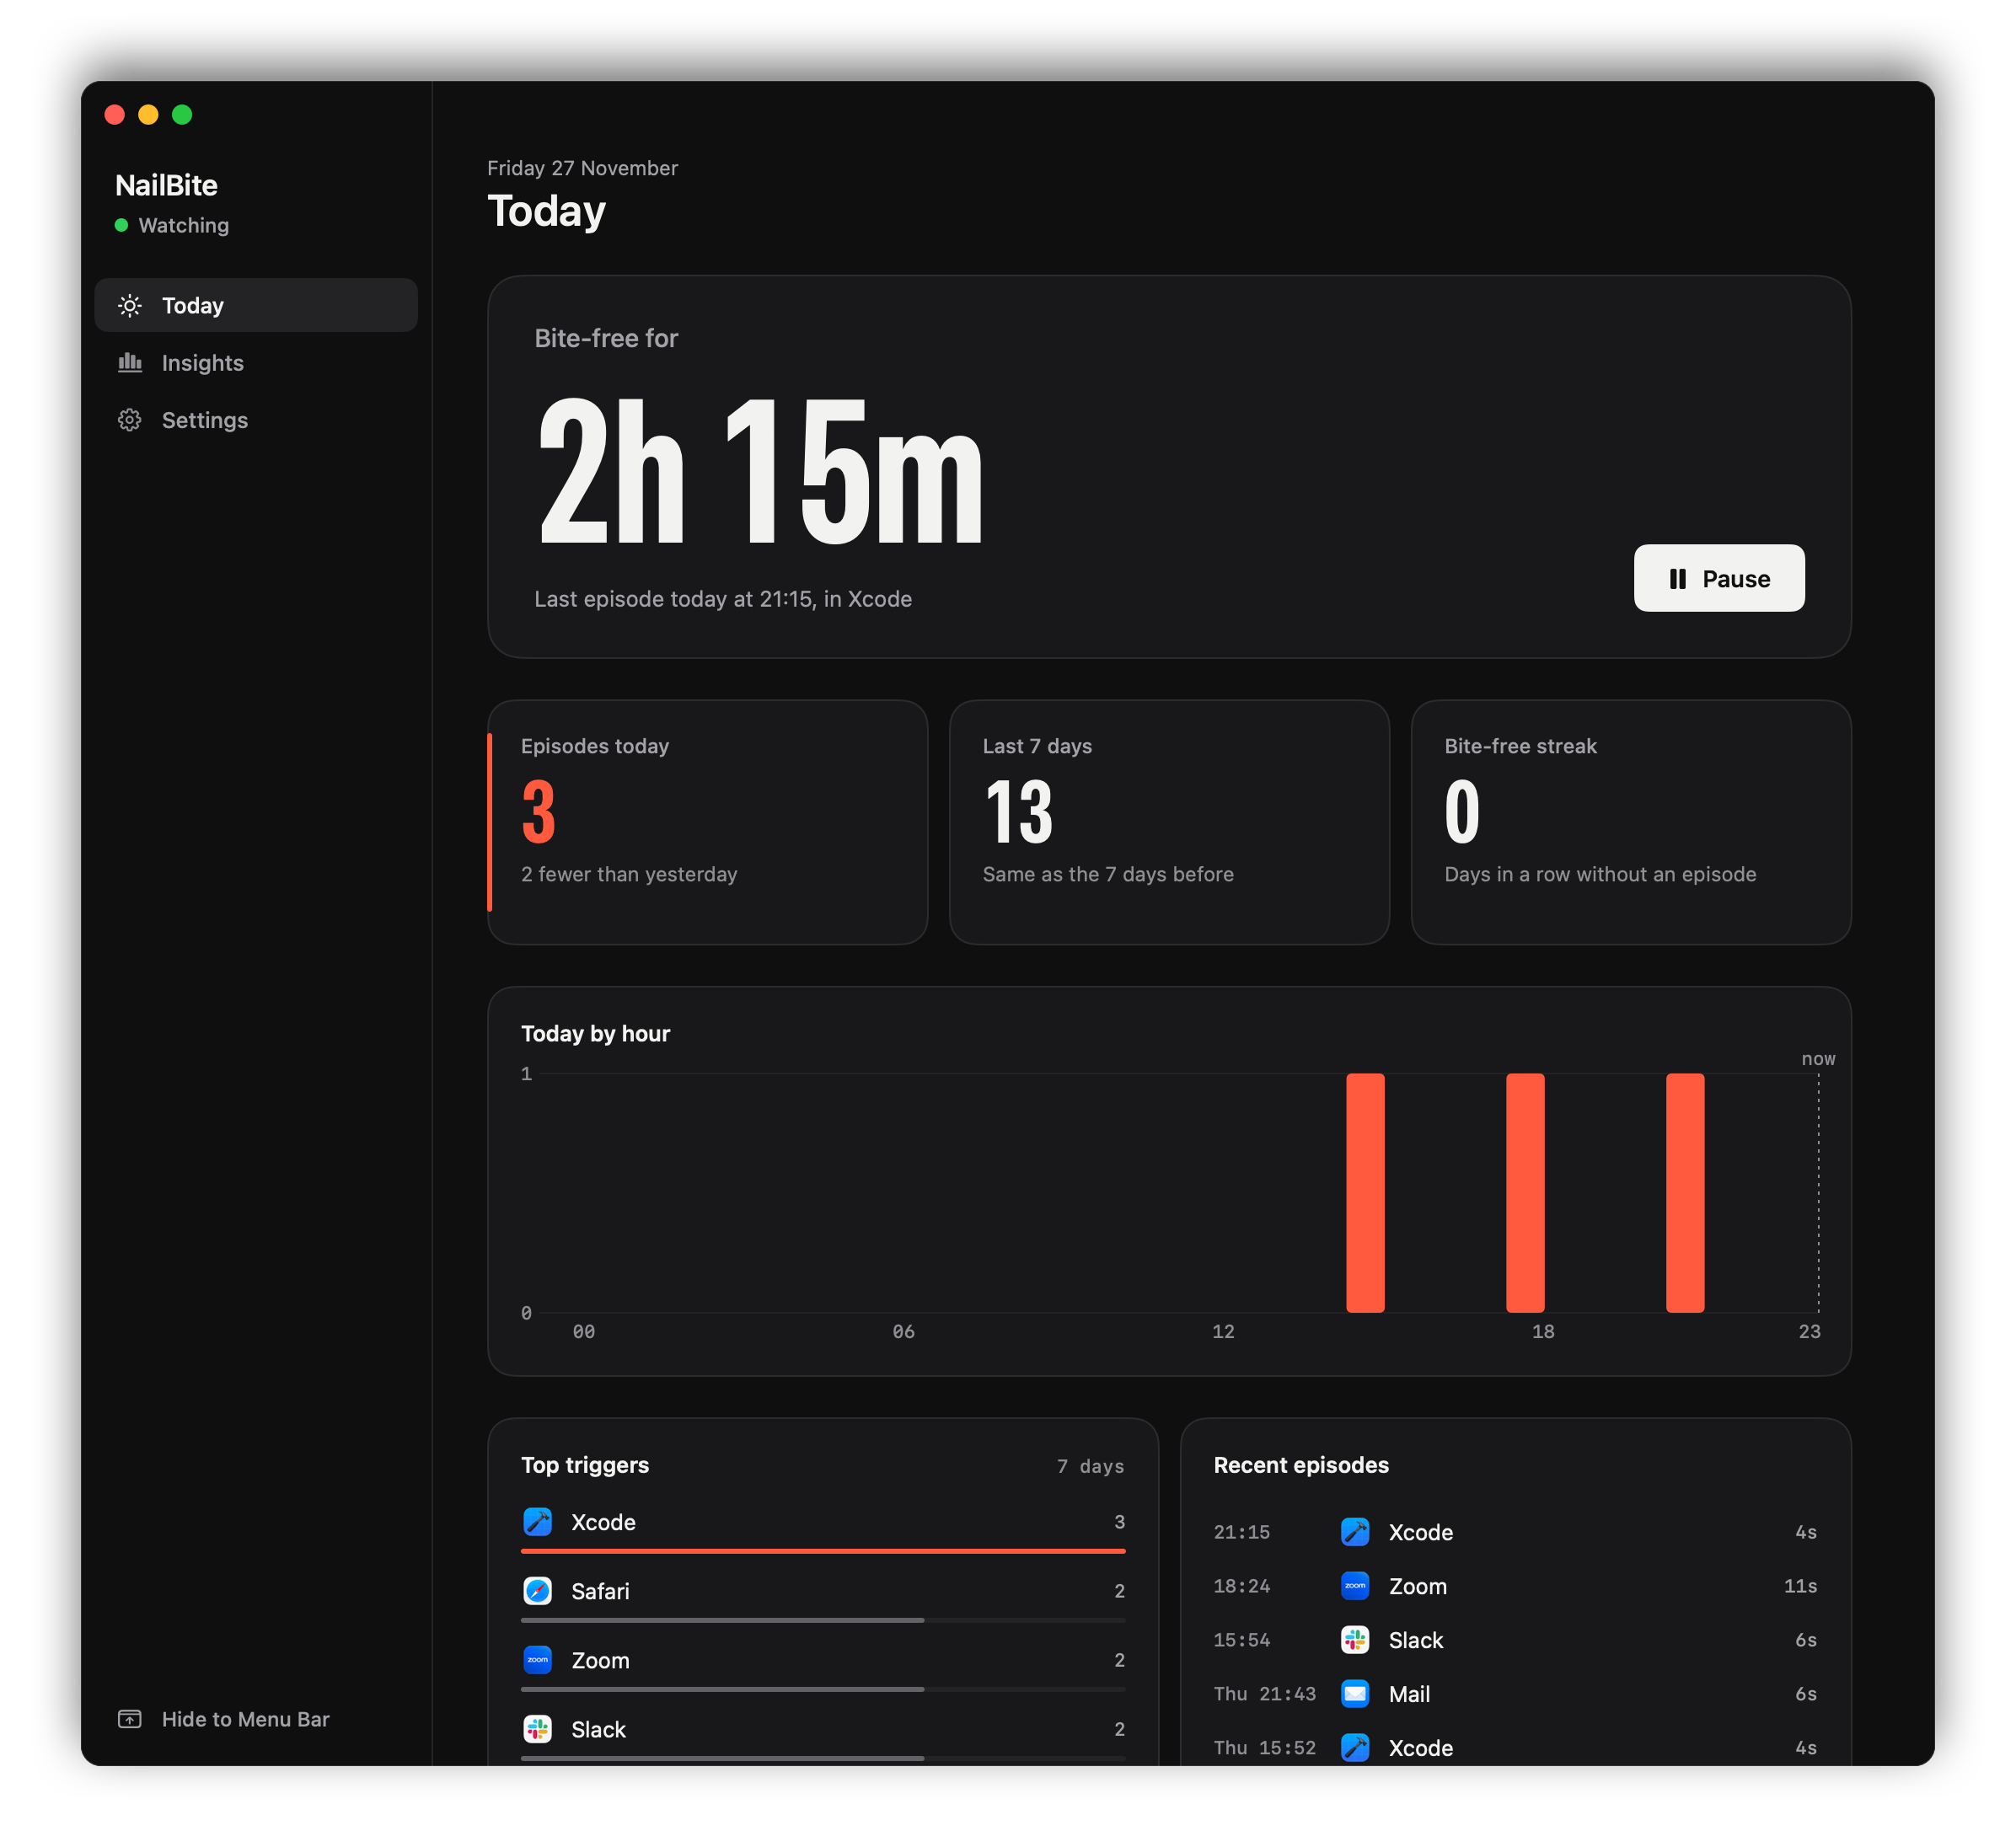 NailBite
Watching
Today
Insights
Settings
Hide to Menu Bar
Friday 27 November
Today
Bite-free for
2h 15m
Last episode today at 21:15, in Xcode
Pause
Episodes today
3
2 fewer than yesterday
Last 7 days
13
Same as the 7 days before
Bite-free streak
0
Days in a row without an episode
Today by hour
now
1
0
00 06 12 18 23
Top triggers 7 days
Xcode 3
Safari 2
zoom Zoom 2
Slack 2
Recent episodes
21:15 Xcode 4s
18:24 zoom Zoom 11s
15:54 Slack 6s
Thu 21:43 Mail 6s
Thu 15:52 Xcode 4s